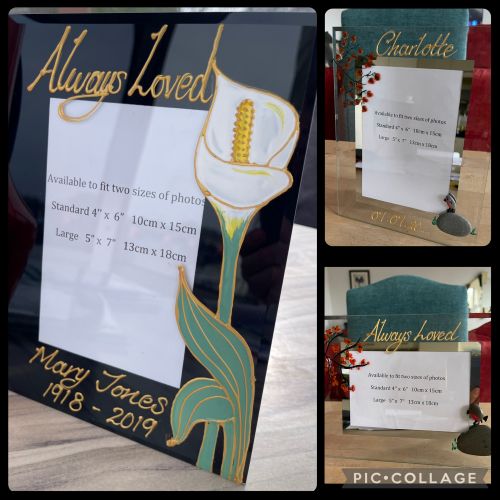 Always Loved
Available to fit two sizes of photos
Standard 4" x 6" 10cm x 15cm
Large 5" x 7" 13cm x 18cm
Mary Jones
1918 - 2019
Charlotte
Available to fit two sizes of photos
Standard 4" x 6" 10cm x 15cm
Large 5" x 7" 13cm x 18cm
01.01.20
Always Loved
Available to fit two sizes of photos
Standard 4" x 6" 10cm x 15cm
Large 5" x 7" 13cm x 18cm
PIC•COLLAGE